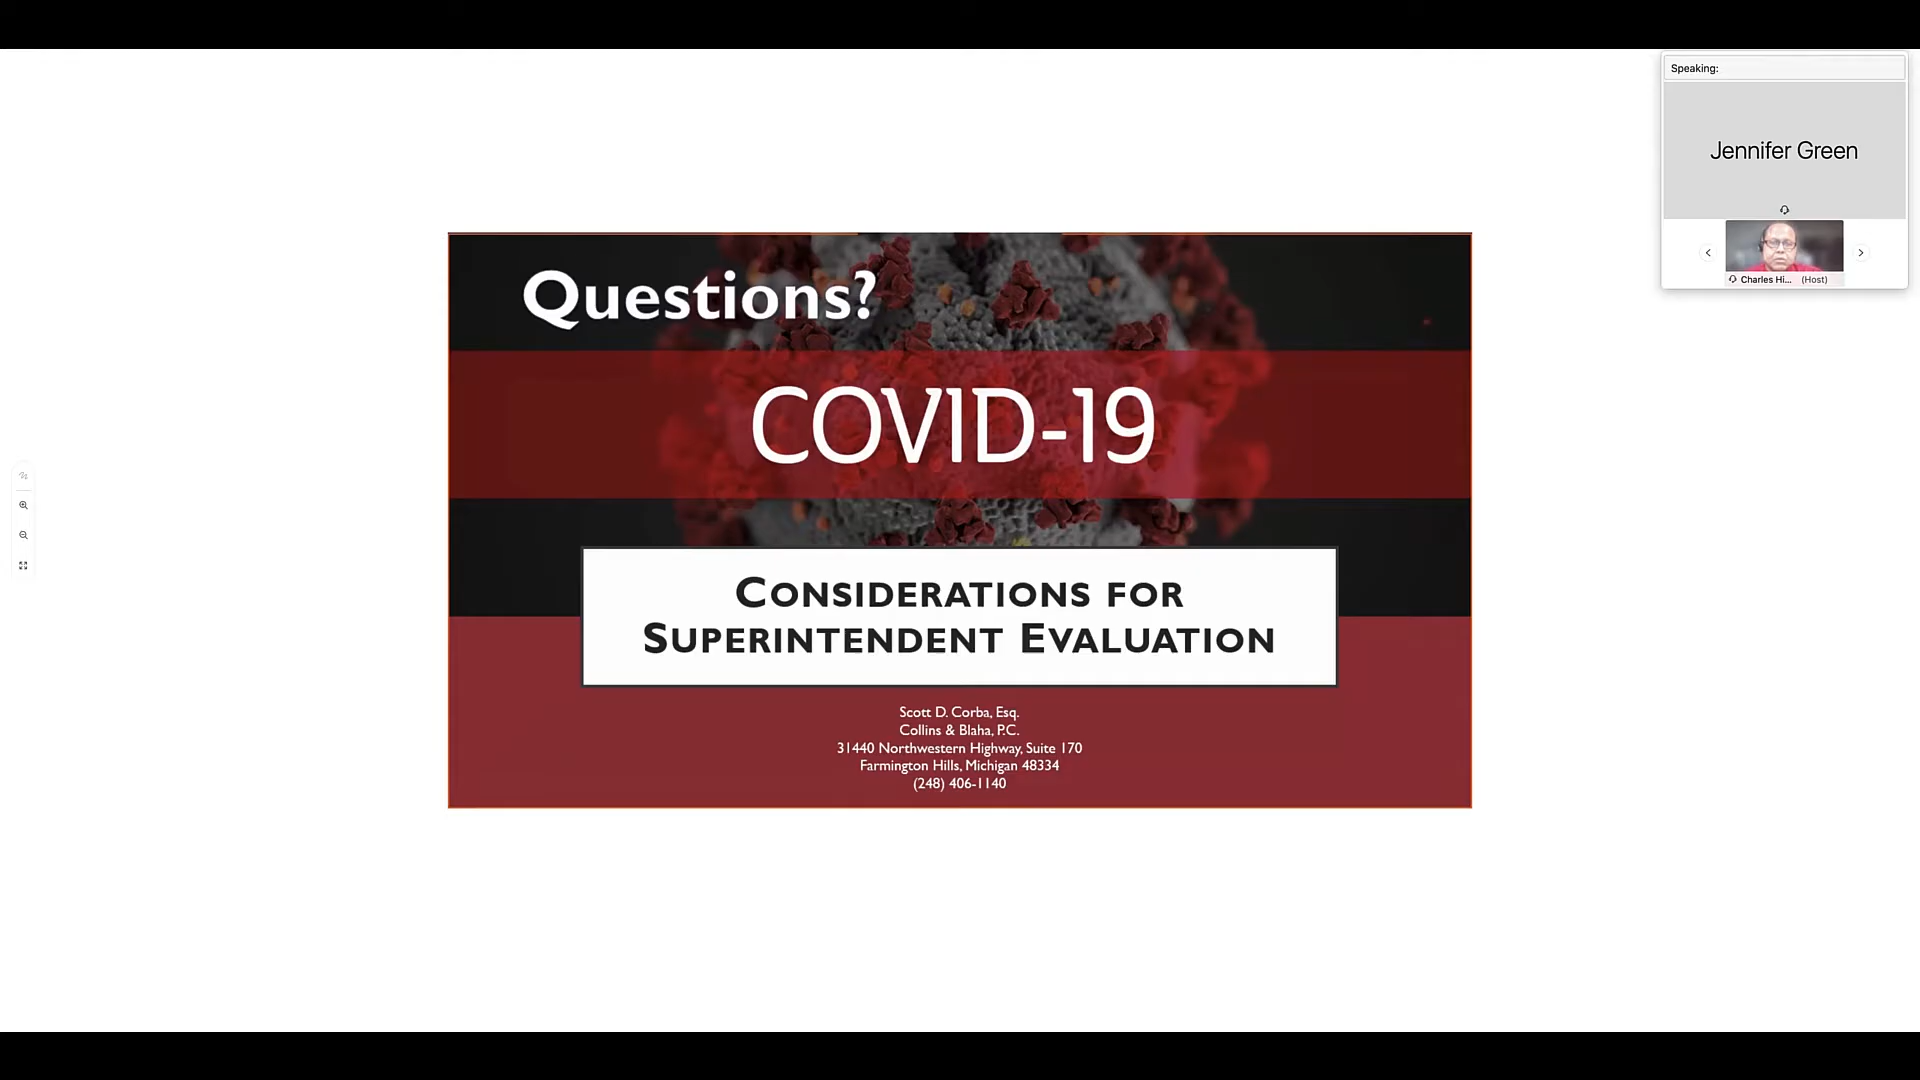 Speaking:
Jennifer Green
Charles Hi... (Host)
Questions?
COVID-19
CONSIDERATIONS FOR
SUPERINTENDENT EVALUATION
Scott D. Corba, Esq.
Collins & Blaha, P.C.
31440 Northwestern Highway, Suite 170
Farmington Hills, Michigan 48334
(248) 406-1140